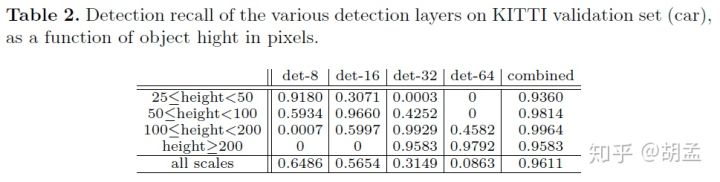 Table 2. Detection recall of the various detection layers on KITTI validation set (car),
as a function of object hight in pixels.
det-8 det-16 det-32 det-64 combined
25≤height<50 0.9180 0.3071 0.0003 0 0.9360
50≤height<100 0.5934 0.9660 0.4252 0 0.9814
100≤height<200 0.0007 0.5997 0.9929 0.4582 0.9964
height≥200 0 0 0.9583 0.9792 0.9583
all scales 0.6486 0.5654 0.3149 0.0863 0.9611
知乎 @胡孟